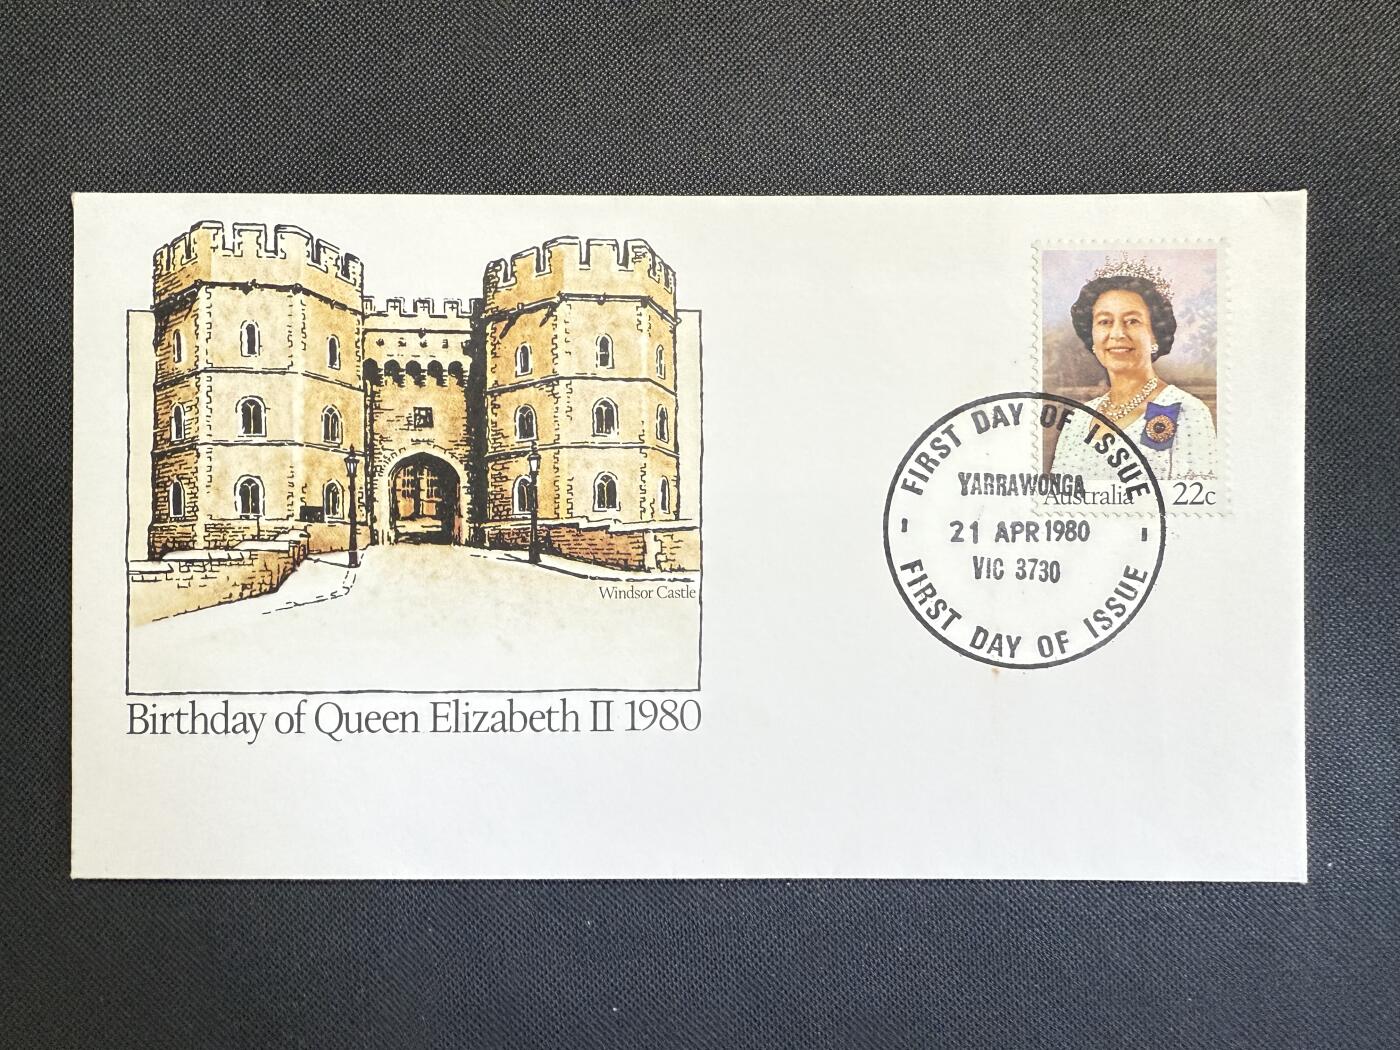 Windsor Castle
Birthday of Queen Elizabeth II 1980
Australia 22c
FIRST DAY OF ISSUE
YARRAWONGA
21 APR 1980
VIC 3730
FIRST DAY OF ISSUE